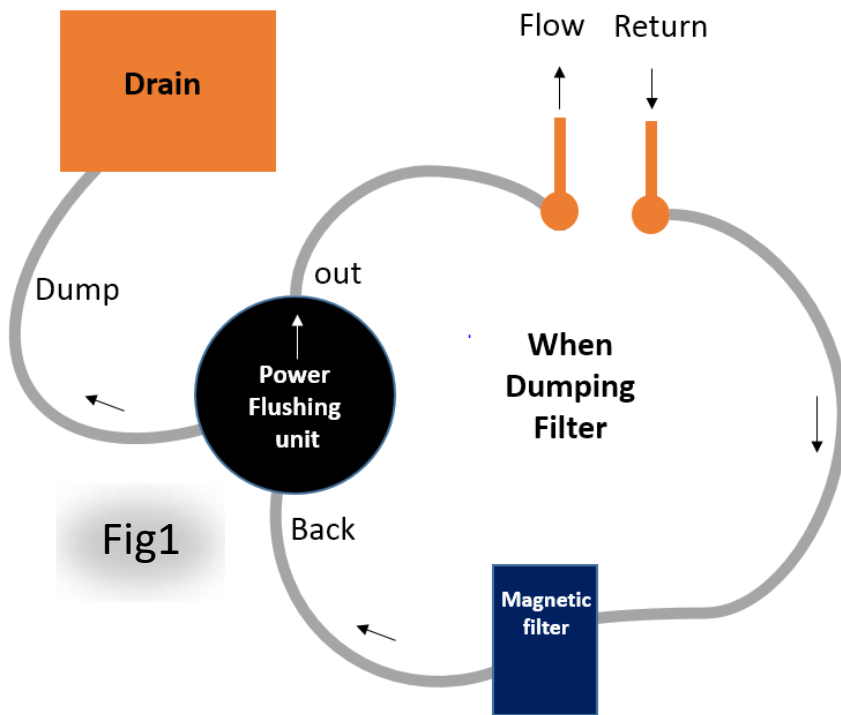 Flow
Return
Drain
Dump
out
When
Dumping
Filter
Power
Flushing
unit
Fig1
Back
Magnetic
filter